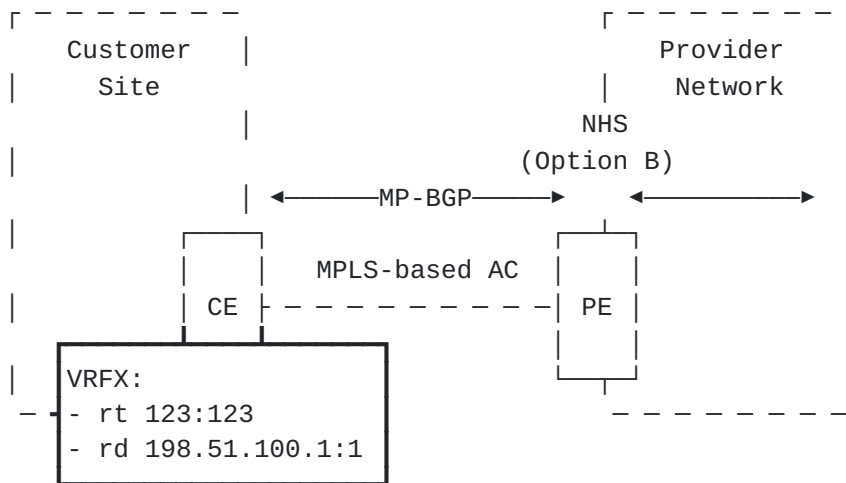 Customer Provider
Site Network
NHS
(Option B)
MP-BGP
MPLS-based AC
CE PE
VRFX:
- rt 123:123
- rd 198.51.100.1:1